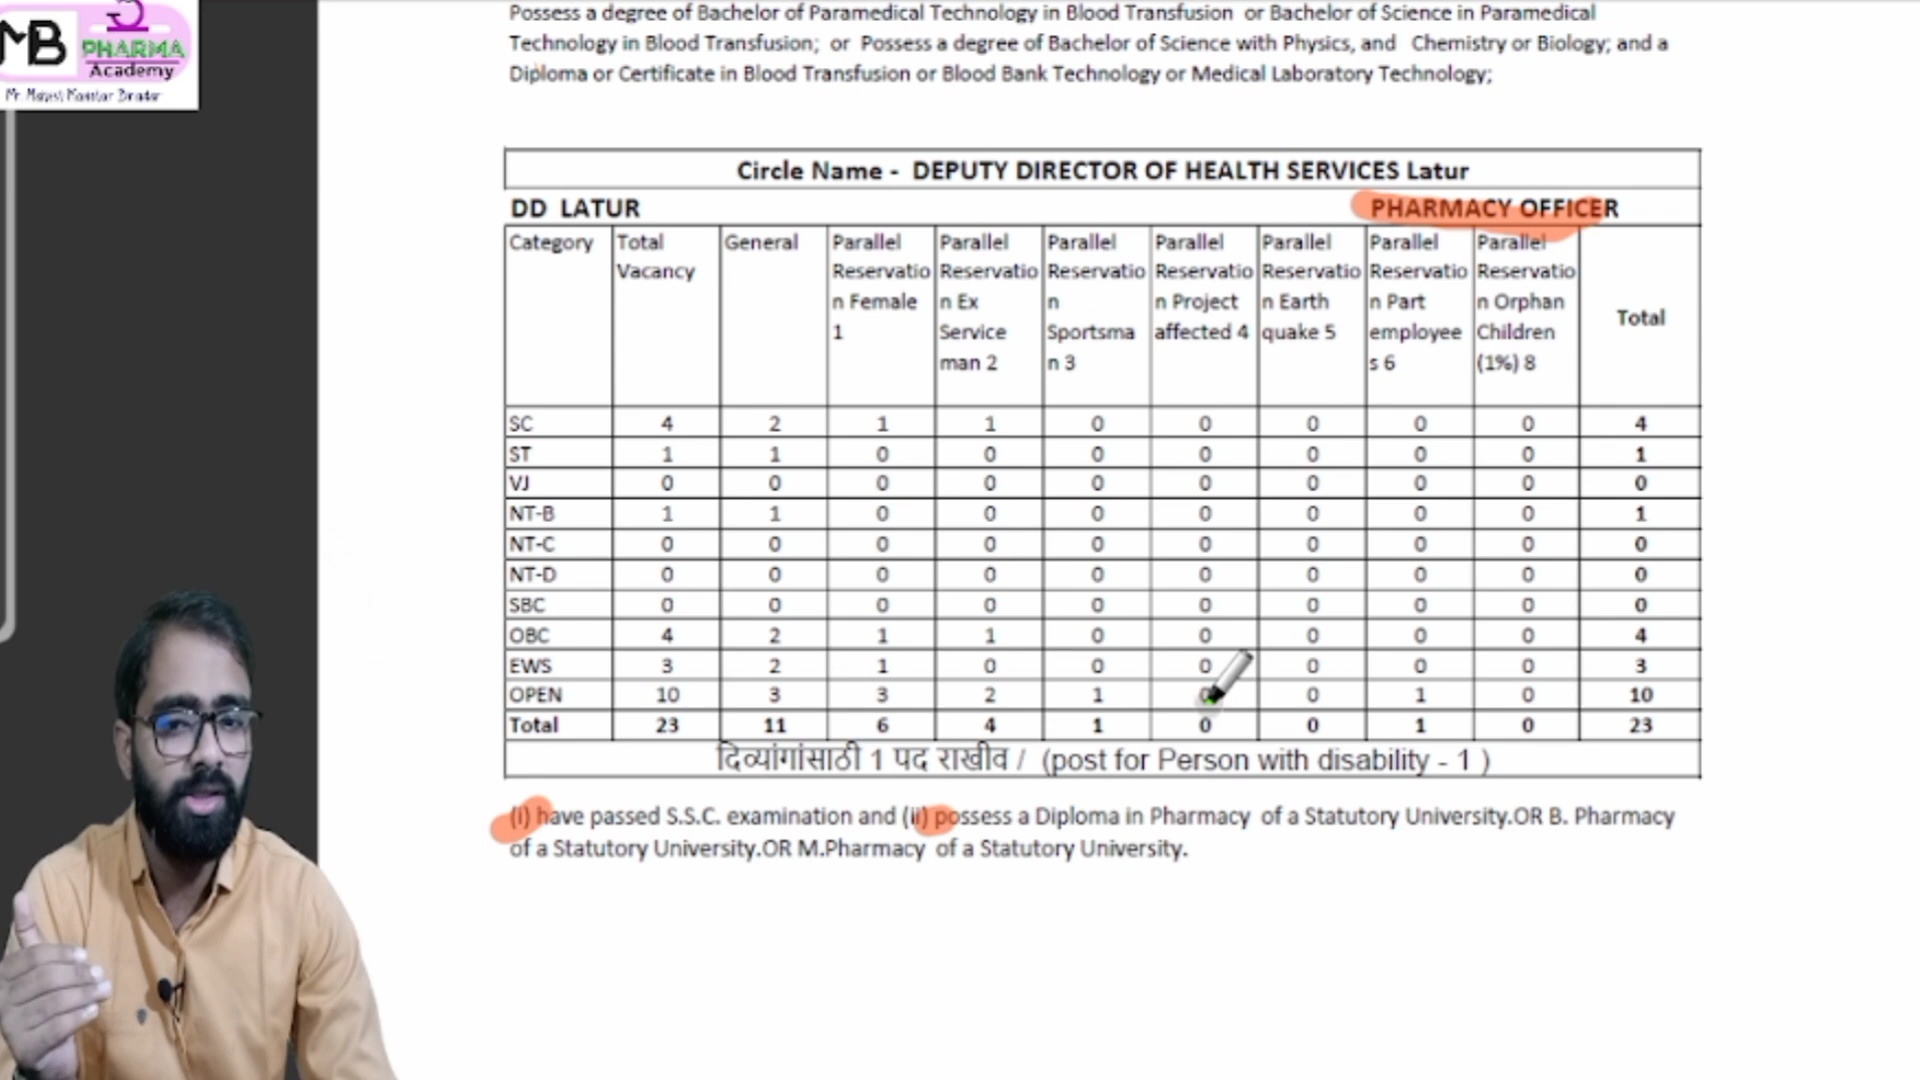 MB
PHARMA
Academy
Possess a degree of Bachelor of Paramedical Technology in Blood Transfusion or Bachelor of Science in Paramedical
Technology in Blood Transfusion; or Possess a degree of Bachelor of Science with Physics, and Chemistry or Biology; and a
Diploma or Certificate in Blood Transfusion or Blood Bank Technology or Medical Laboratory Technology;
Circle Name - DEPUTY DIRECTOR OF HEALTH SERVICES Latur
DD LATUR PHARMACY OFFICER
Category Total General Parallel Parallel Parallel Parallel Parallel Parallel Parallel
Vacancy Reservatio Reservatio Reservatio Reservatio Reservatio Reservatio Reservatio
n Female n Ex n n Project n Earth n Part n Orphan Total
1 Service Sportsma affected 4 quake 5 employee Children
man 2 n 3 s 6 (1%) 8
SC 4 2 1 1 0 0 0 0 0 4
ST 1 1 0 0 0 0 0 0 0 1
VJ 0 0 0 0 0 0 0 0 0 0
NT-B 1 1 0 0 0 0 0 0 0 1
NT-C 0 0 0 0 0 0 0 0 0 0
NT-D 0 0 0 0 0 0 0 0 0 0
SBC 0 0 0 0 0 0 0 0 0 0
OBC 4 2 1 1 0 0 0 0 0 4
EWS 3 2 1 0 0 0 0 0 0 3
OPEN 10 3 3 2 1 0 0 1 0 10
Total 23 11 6 4 1 0 0 1 0 23
दिव्यांगांसाठी 1 पद राखीव / (post for Person with disability - 1 )
(i) have passed S.S.C. examination and (ii) possess a Diploma in Pharmacy of a Statutory University.OR B. Pharmacy
of a Statutory University.OR M.Pharmacy of a Statutory University.